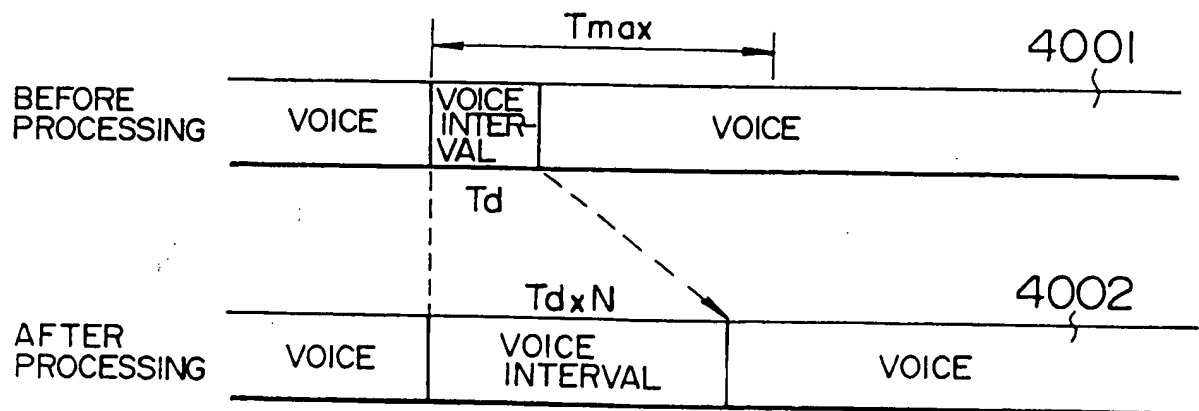 Tmax
4001
BEFORE
PROCESSING
VOICE
VOICE
INTER-
VAL
VOICE
Td
TdxN
4002
AFTER
PROCESSING
VOICE
VOICE
INTERVAL
VOICE